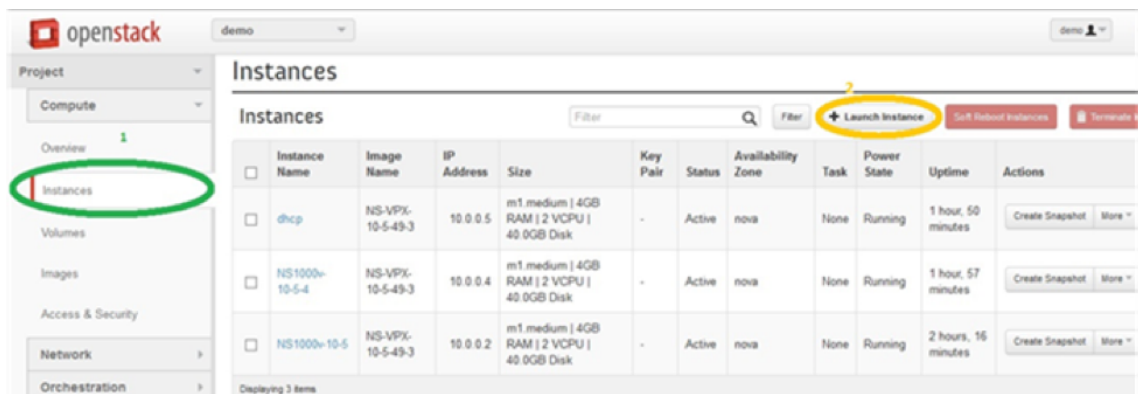 openstack
demo
demo
Project
Instances
Compute
2
Instances
Filter
Filter
+ Launch Instance
Soft Reboot Instances
Terminate I
1
Overview
Instances
Volumes
Images
Access & Security
Network
Orchestration
Instance Name
Image Name
IP Address
Size
Key Pair
Status
Availability Zone
Task
Power State
Uptime
Actions
dhcp
NS-VPX-
10-5-49-3
10.0.0.5
m1.medium | 4GB
RAM | 2 VCPU |
40.0GB Disk
-
Active
nova
None
Running
1 hour, 50
minutes
Create Snapshot
More
NS1000v-
10-5-4
NS-VPX-
10-5-49-3
10.0.0.4
m1.medium | 4GB
RAM | 2 VCPU |
40.0GB Disk
-
Active
nova
None
Running
1 hour, 57
minutes
Create Snapshot
More
NS1000v-10-5
NS-VPX-
10-5-49-3
10.0.0.2
m1.medium | 4GB
RAM | 2 VCPU |
40.0GB Disk
-
Active
nova
None
Running
2 hours, 16
minutes
Create Snapshot
More
Displaying 3 items